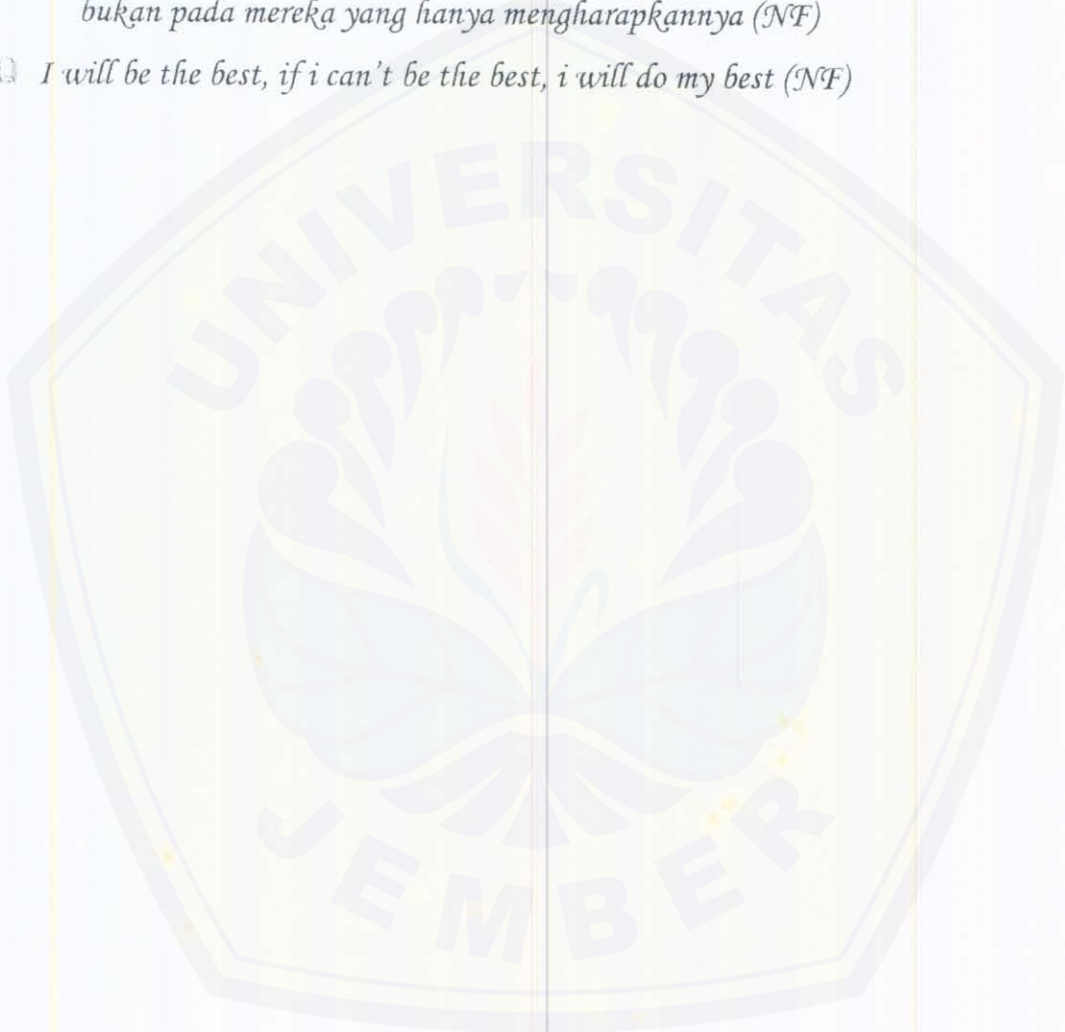 bukan pada mereka yang hanya mengharapkannya (NF)
I will be the best, if i can't be the best, i will do my best (NF)
UNIVERSITAS
JEMBER